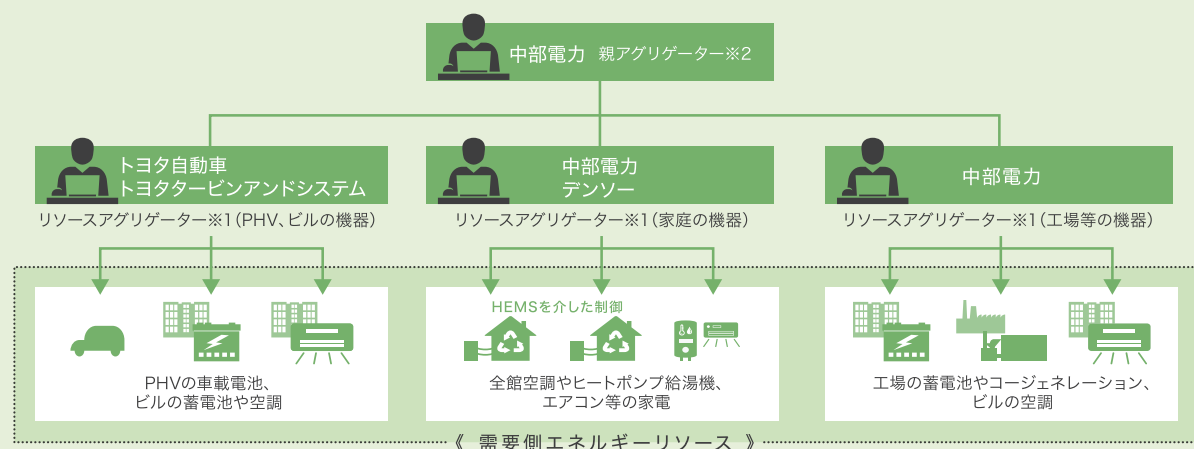 中部電力 親アグリゲーター※2
トヨタ自動車
トヨタタービンアンドシステム
リソースアグリゲーター※1(PHV、ビルの機器)
中部電力
デンソー
リソースアグリゲーター※1(家庭の機器)
中部電力
リソースアグリゲーター※1(工場等の機器)
PHVの車載電池、
ビルの蓄電池や空調
HEMSを介した制御
全館空調やヒートポンプ給湯機、
エアコン等の家電
工場の蓄電池やコージェネレーション、
ビルの空調
《 需要側エネルギーリソース 》